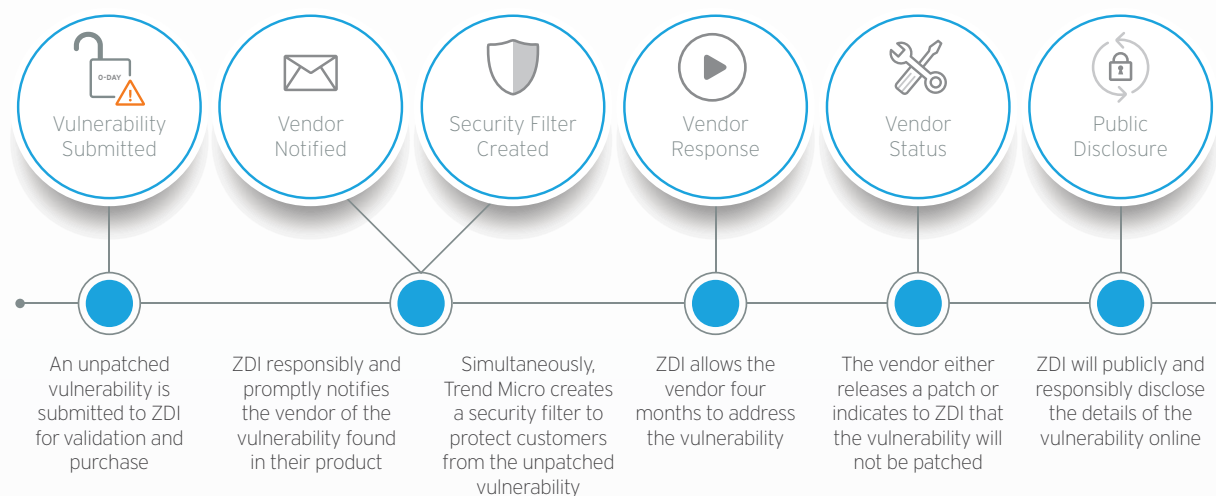 0-DAY
Vulnerability
Submitted
Vendor
Notified
Security Filter
Created
Vendor
Response
Vendor
Status
Public
Disclosure
An unpatched
vulnerability is
submitted to ZDI
for validation and
purchase
ZDI responsibly and
promptly notifies
the vendor of the
vulnerability found
in their product
Simultaneously,
Trend Micro creates
a security filter to
protect customers
from the unpatched
vulnerability
ZDI allows the
vendor four
months to address
the vulnerability
The vendor either
releases a patch or
indicates to ZDI that
the vulnerability will
not be patched
ZDI will publicly and
responsibly disclose
the details of the
vulnerability online